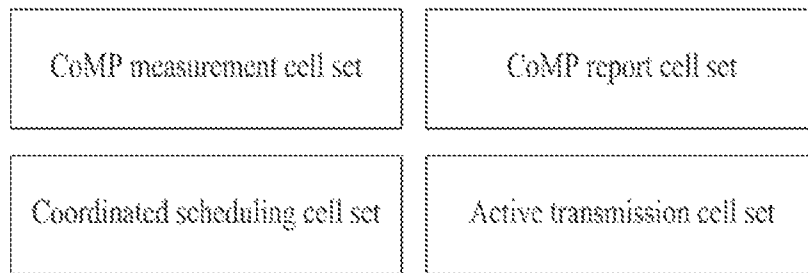 CoMP measurement cell set
CoMP report cell set
Coordinated scheduling cell set
Active transmission cell set